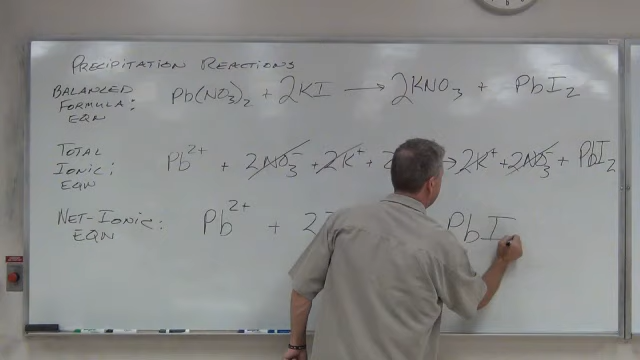 PRECIPITATION REACTIONS
BALANCED FORMULA: EQN Pb(NO₃)₂ + 2KI → 2KNO₃ + PbI₂
TOTAL IONIC: EQN Pb²⁺ + 2NO₃⁻ + 2K⁺ + 2 → 2K⁺ + 2NO₃⁻ + PbI₂
NET-IONIC: EQN Pb²⁺ + 2 PbI